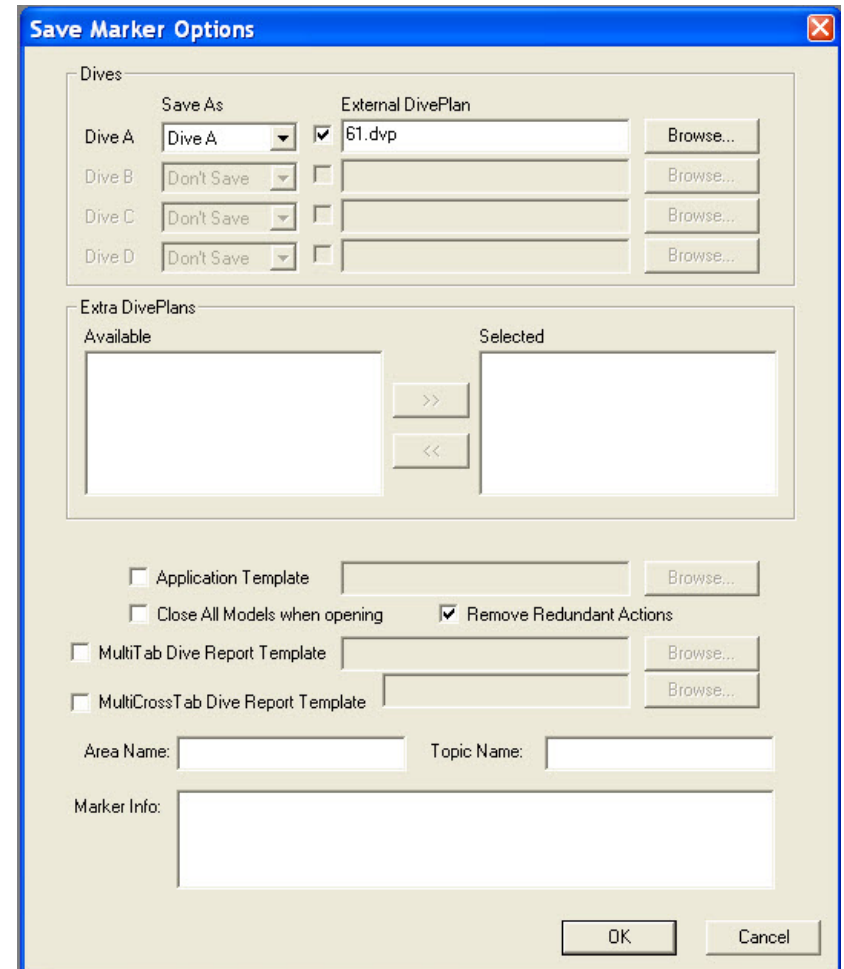 Save Marker Options
Dives
Save As External DivePlan
Dive A Dive A 61.dvp Browse...
Dive B Don't Save Browse...
Dive C Don't Save Browse...
Dive D Don't Save Browse...
Extra DivePlans
Available Selected
>>
<<
Application Template Browse...
Close All Models when opening Remove Redundant Actions
MultiTab Dive Report Template Browse...
MultiCrossTab Dive Report Template Browse...
Area Name: Topic Name:
Marker Info:
OK Cancel